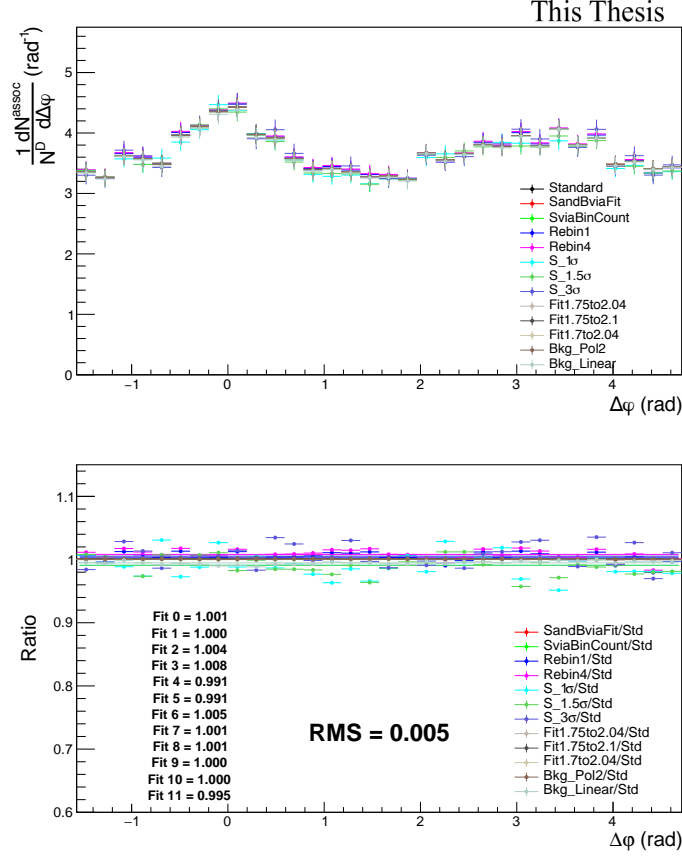 This Thesis
1 dN^assoc / N^D dΔφ (rad^-1)
5
4
3
2
1
0
Standard
SandBviaFit
SviaBinCount
Rebin1
Rebin4
S_1σ
S_1.5σ
S_3σ
Fit1.75to2.04
Fit1.75to2.1
Fit1.7to2.04
Bkg_Pol2
Bkg_Linear
−1 0 1 2 3 4
Δφ (rad)
Ratio
1.1
1
0.9
0.8
0.7
0.6
Fit 0 = 1.001
Fit 1 = 1.000
Fit 2 = 1.004
Fit 3 = 1.008
Fit 4 = 0.991
Fit 5 = 0.991
Fit 6 = 1.005
Fit 7 = 1.001
Fit 8 = 1.001
Fit 9 = 1.000
Fit 10 = 1.000
Fit 11 = 0.995
RMS = 0.005
SandBviaFit/Std
SviaBinCount/Std
Rebin1/Std
Rebin4/Std
S_1σ/Std
S_1.5σ/Std
S_3σ/Std
Fit1.75to2.04/Std
Fit1.75to2.1/Std
Fit1.7to2.04/Std
Bkg_Pol2/Std
Bkg_Linear/Std
−1 0 1 2 3 4
Δφ (rad)